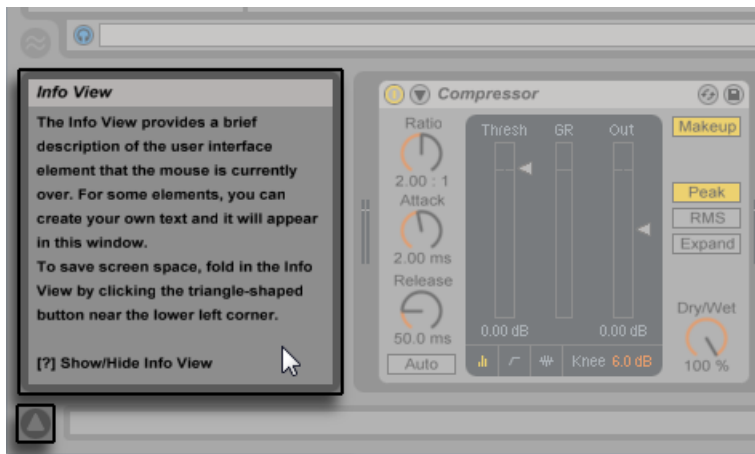 Info View
The Info View provides a brief
description of the user interface
element that the mouse is currently
over. For some elements, you can
create your own text and it will appear
in this window.
To save screen space, fold in the Info
View by clicking the triangle-shaped
button near the lower left corner.
[?] Show/Hide Info View
Compressor
Ratio
2.00 : 1
Attack
2.00 ms
Release
50.0 ms
Auto
Thresh GR Out
0.00 dB 0.00 dB
Knee 6.0 dB
Makeup
Peak
RMS
Expand
Dry/Wet
100 %